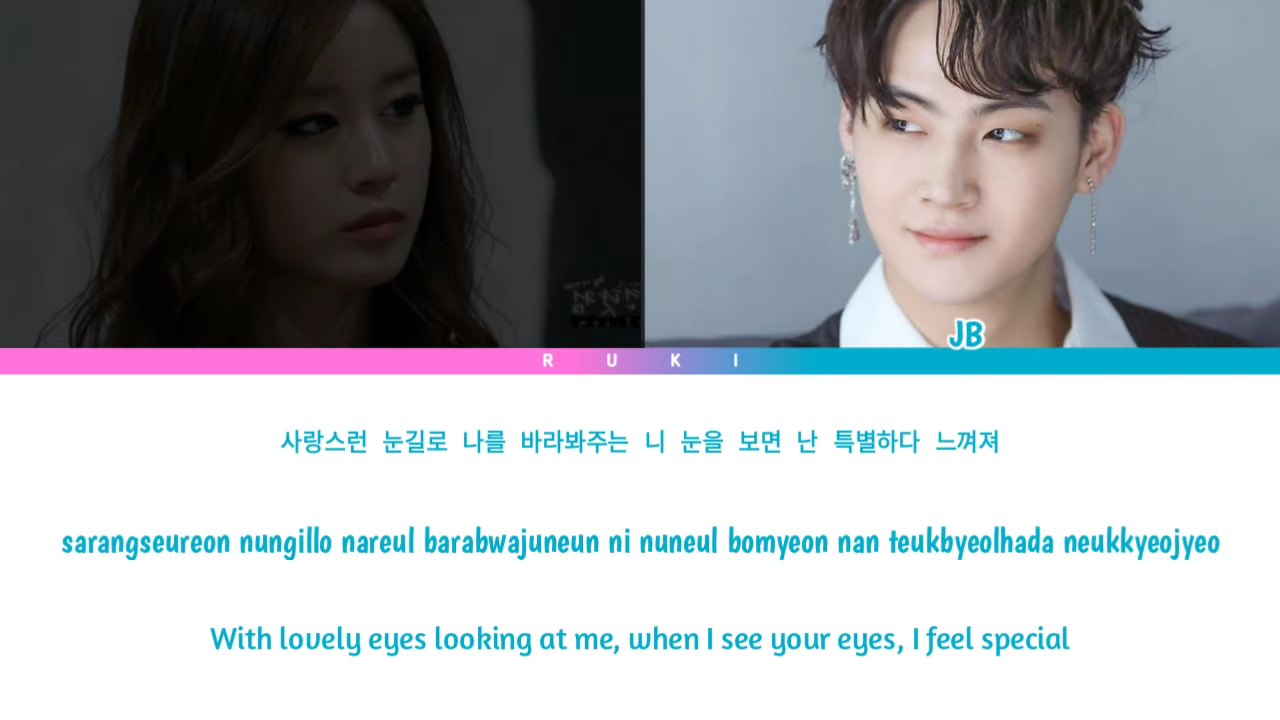 JB
R U K I
사랑스런 눈길로 나를 바라봐주는 니 눈을 보면 난 특별하다 느껴져
sarangseureon nungillo nareul barabwajuneun ni nuneul bomyeon nan teukbyeolhada neukkyeojyeo
With lovely eyes looking at me, when I see your eyes, I feel special